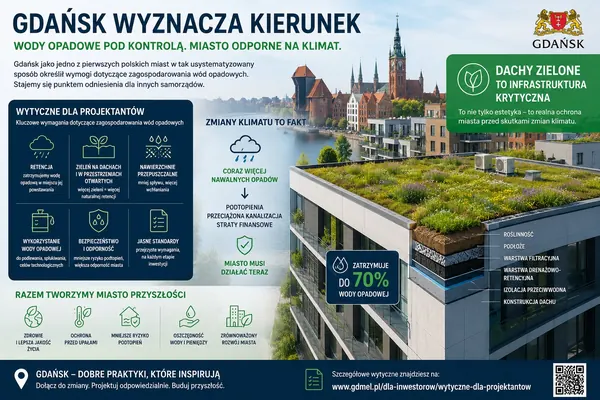 GDAŃSK WYZNACZA KIERUNEK
WODY OPADOWE POD KONTROLĄ. MIASTO ODPORNE NA KLIMAT.
Gdańsk jako jedno z pierwszych polskich miast w tak usystematyzowany
sposób określił wymogi dotyczące zagospodarowania wód opadowych.
Stajemy się punktem odniesienia dla innych samorządów.
GDAŃSK
DACHY ZIELONE
TO INFRASTRUKTURA
KRYTYCZNA
To nie tylko estetyka – to realna ochrona
miasta przed skutkami zmian klimatu.
WYTYCZNE DLA PROJEKTANTÓW
Kluczowe wymagania dotyczące zagospodarowania wód opadowych
RETENCJA
zatrzymujemy wodę
opadową w miejscu jej
powstawania
ZIELEŃ NA DACHACH
I W PRZESTRZENIACH
OTWARTYCH
więcej zieleni = więcej
naturalnej retencji
NAWIERZCHNIE
PRZEPUSZCZALNE
mniej spływu, więcej
wchłaniania
WYKORZYSTANIE
WODY OPADOWEJ
do podlewania, spłukiwania,
celów technologicznych
BEZPIECZEŃSTWO
I ODPORNOŚĆ
mniejsze ryzyko podtopień,
większa odporność miasta
JASNE STANDARDY
przejrzyste wymagania,
na każdym etapie
inwestycji
ZMIANY KLIMATU TO FAKT
CORAZ WIĘCEJ
NAWALNYCH OPADÓW
PODTOPIENIA
PRZECIĄŻONA KANALIZACJA
STRATY FINANSOWE
MIASTO MUSI
DZIAŁAĆ TERAZ
ZATRZYMUJE
DO 70%
WODY OPADOWEJ
ROŚLINNOŚĆ
PODŁOŻE
WARSTWA FILTRACYJNA
WARSTWA DRENAŻOWO-
RETENCYJNA
IZOLACJA PRZECIWWODNA
KONSTRUKCJA DACHU
RAZEM TWORZYMY MIASTO PRZYSZŁOŚCI
ZDROWIE
I LEPSZA JAKOŚĆ
ŻYCIA
OCHRONA
PRZED UPAŁAMI
MNIEJSZE RYZYKO
PODTOPIEŃ
OSZCZĘDNOŚĆ
WODY I PIENIĘDZY
ZRÓWNOWAŻONY
ROZWÓJ MIASTA
GDAŃSK – DOBRE PRAKTYKI, KTÓRE INSPIRUJĄ
Dołącz do zmiany. Projektuj odpowiedzialnie. Buduj przyszłość.
Szczegółowe wytyczne znajdziesz na:
www.gdmel.pl/dla-inwestorow/wytyczne-dla-projektantow